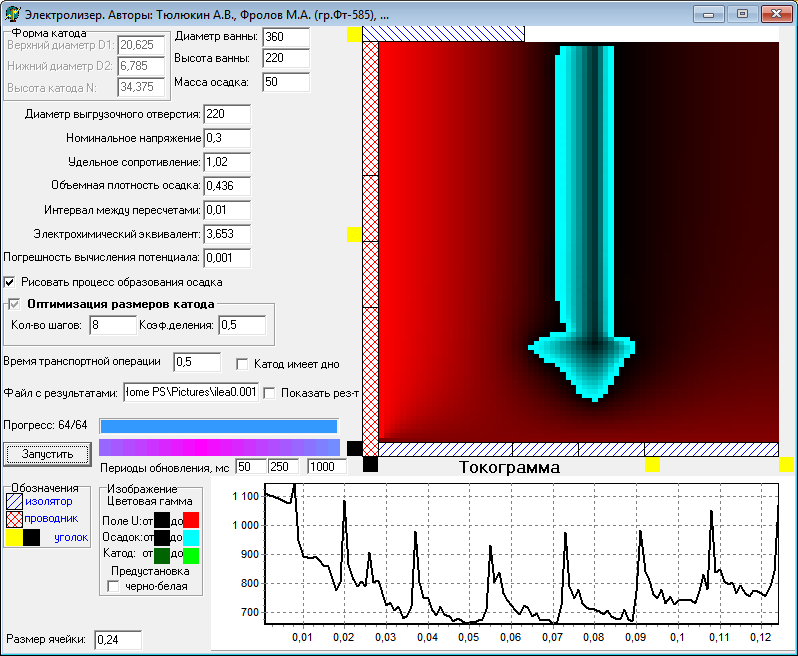 Электролизер. Авторы: Тюлюкин А.В., Фролов М.А. (гр.Фт-585), ...
Форма катода
Верхний диаметр D1: 20,625
Нижний диаметр D2: 6,785
Высота катода N: 34,375
Диаметр ванны: 360
Высота ванны: 220
Масса осадка: 50
Диаметр выгрузочного отверстия: 220
Номинальное напряжение 0,3
Удельное сопротивление: 1,02
Объемная плотность осадка: 0,436
Интервал между пересчетами: 0,01
Электрохимический эквивалент: 3,653
Погрешность вычисления потенциала: 0,001
Рисовать процесс образования осадка
Оптимизация размеров катода
Кол-во шагов: 8 Коэф.деления: 0,5
Время транспортной операции 0,5 Катод имеет дно
Файл с результатами: Home PS\Pictures\ilea0.001 Показать рез-т
Прогресс: 64/64
Запустить
Периоды обновления, мс 50 250 1000
Обозначения
изолятор
проводник
уголок
Изображение
Цветовая гамма
Поле U: от до
Осадок: от до
Катод: от до
Предустановка
черно-белая
Размер ячейки: 0,24
Токограмма
1 100
1 000
900
800
700
0,01 0,02 0,03 0,04 0,05 0,06 0,07 0,08 0,09 0,1 0,11 0,12